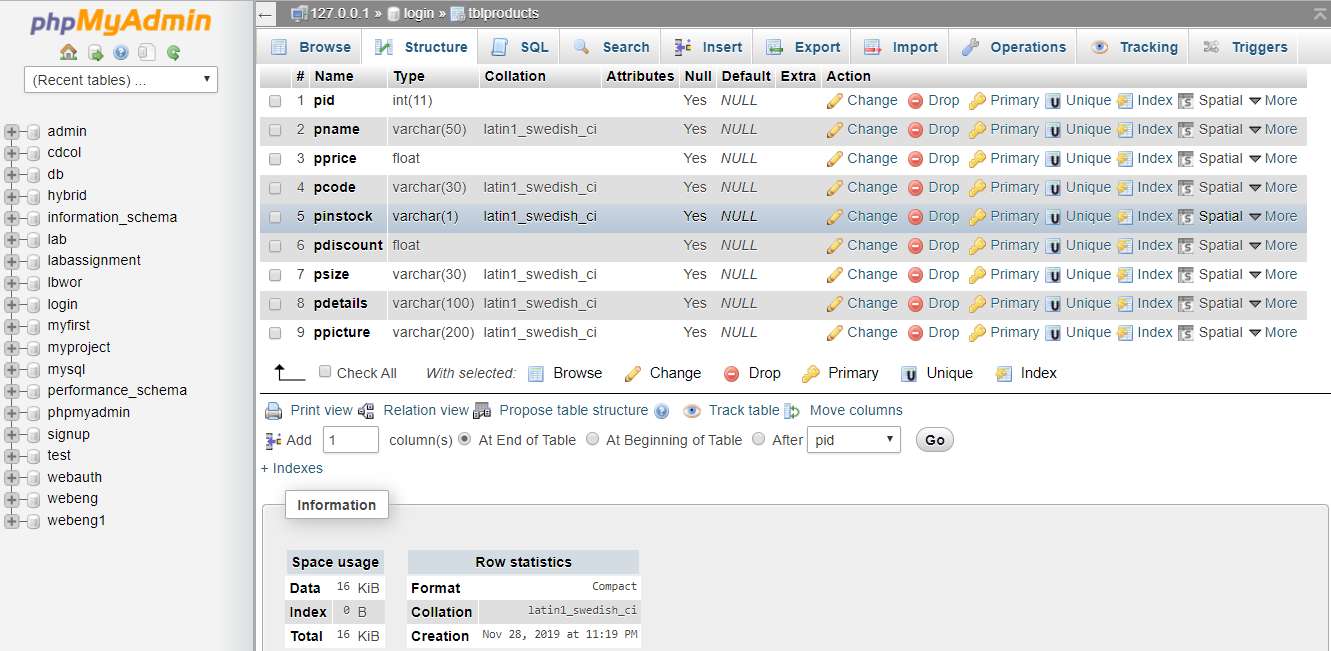 phpMyAdmin
127.0.0.1 » login » tblproducts
(Recent tables) ...
admin
cdcol
db
hybrid
information_schema
lab
labassignment
lbwor
login
myfirst
myproject
mysql
performance_schema
phpmyadmin
signup
test
webauth
webeng
webeng1
Browse Structure SQL Search Insert Export Import Operations Tracking Triggers
# Name Type Collation Attributes Null Default Extra Action
1 pid int(11) Yes NULL Change Drop Primary Unique Index Spatial More
2 pname varchar(50) latin1_swedish_ci Yes NULL Change Drop Primary Unique Index Spatial More
3 pprice float Yes NULL Change Drop Primary Unique Index Spatial More
4 pcode varchar(30) latin1_swedish_ci Yes NULL Change Drop Primary Unique Index Spatial More
5 pinstock varchar(1) latin1_swedish_ci Yes NULL Change Drop Primary Unique Index Spatial More
6 pdiscount float Yes NULL Change Drop Primary Unique Index Spatial More
7 psize varchar(30) latin1_swedish_ci Yes NULL Change Drop Primary Unique Index Spatial More
8 pdetails varchar(100) latin1_swedish_ci Yes NULL Change Drop Primary Unique Index Spatial More
9 ppicture varchar(200) latin1_swedish_ci Yes NULL Change Drop Primary Unique Index Spatial More
Check All With selected: Browse Change Drop Primary Unique Index
Print view Relation view Propose table structure Track table Move columns
Add 1 column(s) At End of Table At Beginning of Table After pid Go
+ Indexes
Information
Space usage
Data 16 KiB
Index 0 B
Total 16 KiB
Row statistics
Format Compact
Collation latin1_swedish_ci
Creation Nov 28, 2019 at 11:19 PM